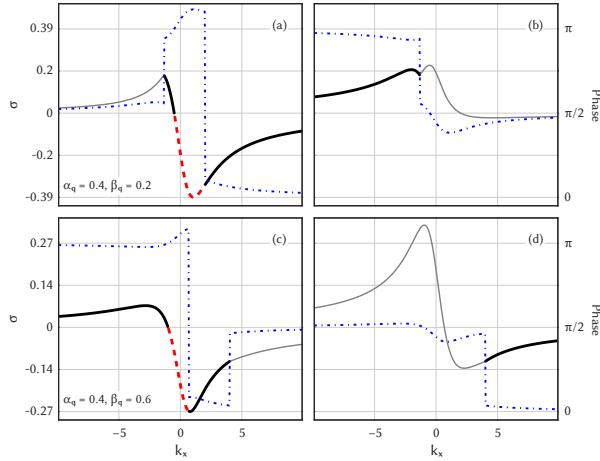 0.39
0.2
0
-0.2
-0.39
σ
(a)
α_q = 0.4, β_q = 0.2
(b)
π
π/2
0
Phase
0.27
0.14
0
-0.14
-0.27
σ
(c)
α_q = 0.4, β_q = 0.6
(d)
π
π/2
0
Phase
−5
0
5
k_x
−5
0
5
k_x